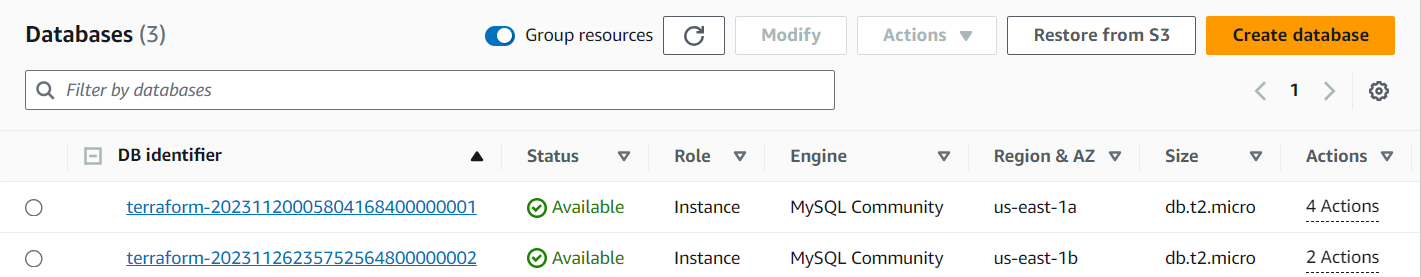 Databases (3)
Group resources
Modify
Actions
Restore from S3
Create database
Filter by databases
1
DB identifier Status Role Engine Region & AZ Size Actions
terraform-20231120005804168400000001 Available Instance MySQL Community us-east-1a db.t2.micro 4 Actions
terraform-20231126235752564800000002 Available Instance MySQL Community us-east-1b db.t2.micro 2 Actions